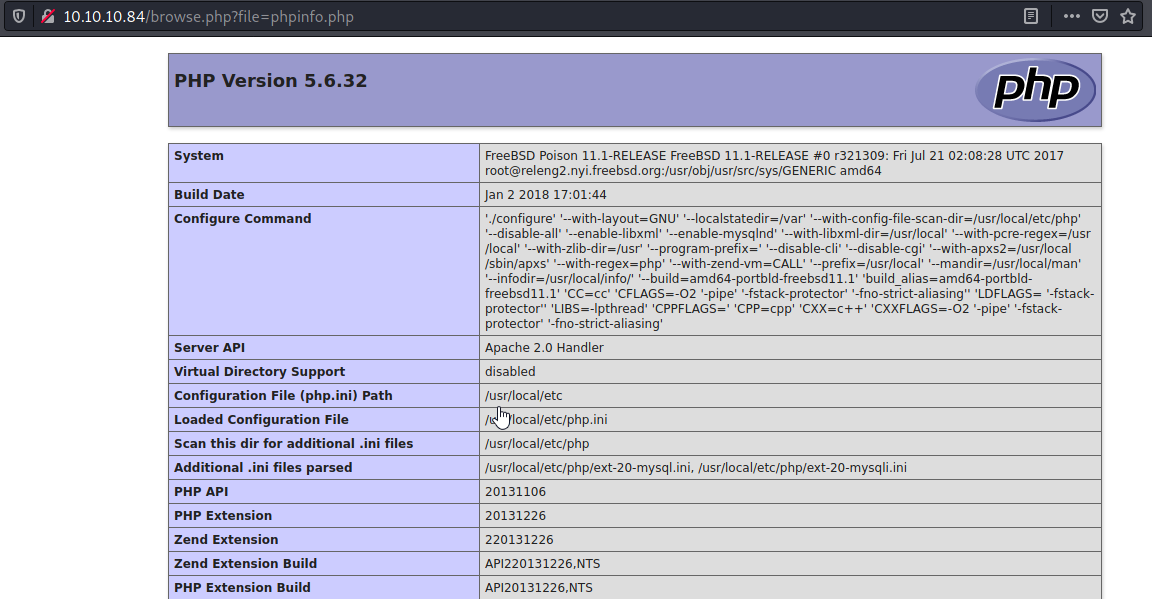 10.10.10.84/browse.php?file=phpinfo.php
PHP Version 5.6.32
php
System
FreeBSD Poison 11.1-RELEASE FreeBSD 11.1-RELEASE #0 r321309: Fri Jul 21 02:08:28 UTC 2017
root@releng2.nyi.freebsd.org:/usr/obj/usr/src/sys/GENERIC amd64
Build Date
Jan 2 2018 17:01:44
Configure Command
'./configure' '--with-layout=GNU' '--localstatedir=/var' '--with-config-file-scan-dir=/usr/local/etc/php'
'--disable-all' '--enable-libxml' '--enable-mysqlnd' '--with-libxml-dir=/usr/local' '--with-pcre-regex=/usr
/local' '--with-zlib-dir=/usr' '--program-prefix=' '--disable-cli' '--disable-cgi' '--with-apxs2=/usr/local
/sbin/apxs' '--with-regex=php' '--with-zend-vm=CALL' '--prefix=/usr/local' '--mandir=/usr/local/man'
'--infodir=/usr/local/info/' '--build=amd64-portbld-freebsd11.1' 'build_alias=amd64-portbld-
freebsd11.1' 'CC=cc' 'CFLAGS=-O2 '-pipe' '-fstack-protector' '-fno-strict-aliasing'' 'LDFLAGS= '-fstack-
protector'' 'LIBS=-lpthread' 'CPPFLAGS=' 'CPP=cpp' 'CXX=c++' 'CXXFLAGS=-O2 '-pipe' '-fstack-
protector' '-fno-strict-aliasing'
Server API
Apache 2.0 Handler
Virtual Directory Support
disabled
Configuration File (php.ini) Path
/usr/local/etc
Loaded Configuration File
/usr/local/etc/php.ini
Scan this dir for additional .ini files
/usr/local/etc/php
Additional .ini files parsed
/usr/local/etc/php/ext-20-mysql.ini, /usr/local/etc/php/ext-20-mysqli.ini
PHP API
20131106
PHP Extension
20131226
Zend Extension
220131226
Zend Extension Build
API220131226,NTS
PHP Extension Build
API20131226,NTS